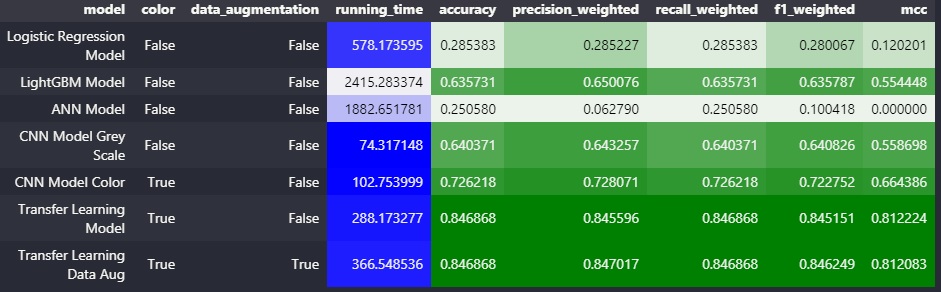 model color data_augmentation running_time accuracy precision_weighted recall_weighted f1_weighted mcc
Logistic Regression Model False False 578.173595 0.285383 0.285227 0.285383 0.280067 0.120201
LightGBM Model False False 2415.283374 0.635731 0.650076 0.635731 0.635787 0.554448
ANN Model False False 1882.651781 0.250580 0.062790 0.250580 0.100418 0.000000
CNN Model Grey Scale False False 74.317148 0.640371 0.643257 0.640371 0.640826 0.558698
CNN Model Color True False 102.753999 0.726218 0.728071 0.726218 0.722752 0.664386
Transfer Learning Model True False 288.173277 0.846868 0.845596 0.846868 0.845151 0.812224
Transfer Learning Data Aug True True 366.548536 0.846868 0.847017 0.846868 0.846249 0.812083